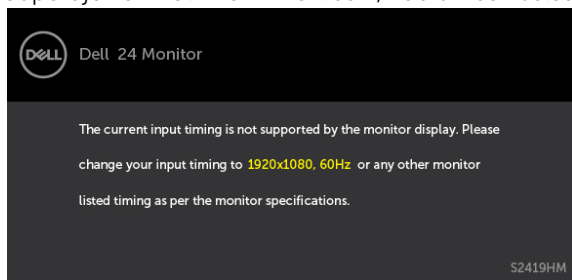 DELL
Dell 24 Monitor
The current input timing is not supported by the monitor display. Please
change your input timing to 1920x1080, 60Hz or any other monitor
listed timing as per the monitor specifications.
S2419HM